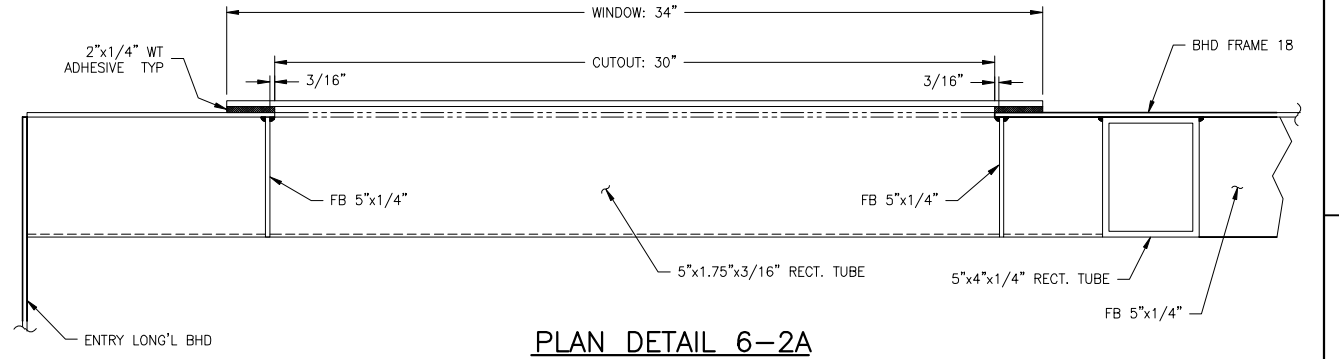 WINDOW: 34"
2"x1/4" WT
ADHESIVE TYP
BHD FRAME 18
CUTOUT: 30"
3/16"
3/16"
FB 5"x1/4"
FB 5"x1/4"
5"x1.75"x3/16" RECT. TUBE
5"x4"x1/4" RECT. TUBE
FB 5"x1/4"
ENTRY LONG'L BHD
PLAN DETAIL 6-2A